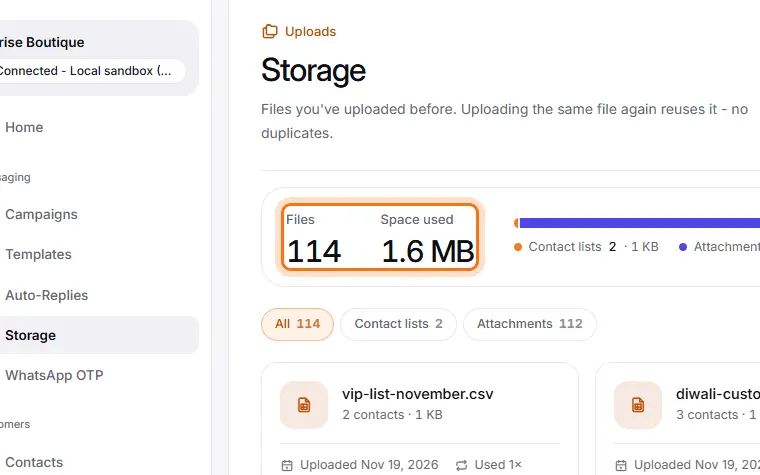 rise Boutique
Connected - Local sandbox (...
Home
saging
Campaigns
Templates
Auto-Replies
Storage
WhatsApp OTP
omers
Contacts
Uploads
Storage
Files you've uploaded before. Uploading the same file again reuses it - no
duplicates.
Files
Space used
114
1.6 MB
Contact lists 2 · 1 KB
Attachment
All 114
Contact lists 2
Attachments 112
vip-list-november.csv
2 contacts · 1 KB
Uploaded Nov 19, 2026
Used 1×
diwali-custo
3 contacts · 1
Uploaded Nov 19, 202